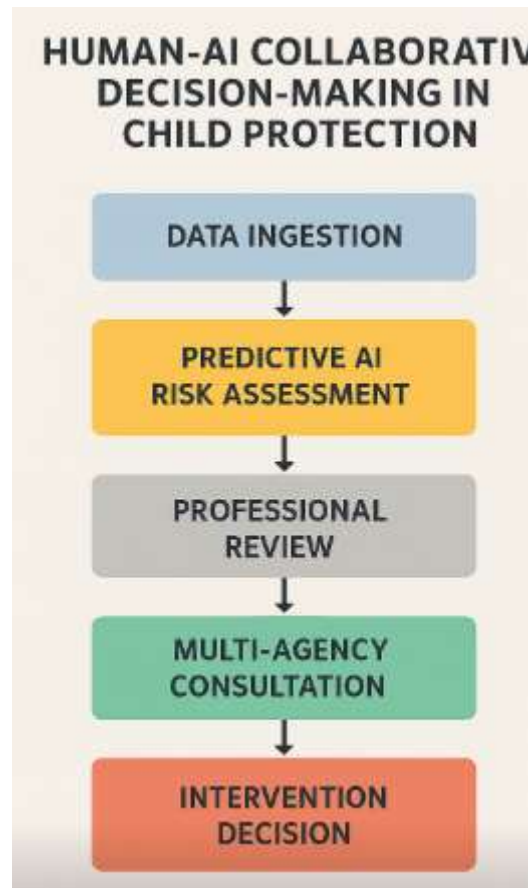 HUMAN-AI COLLABORATIV
DECISION-MAKING IN
CHILD PROTECTION
DATA INGESTION
PREDICTIVE AI
RISK ASSESSMENT
PROFESSIONAL
REVIEW
MULTI-AGENCY
CONSULTATION
INTERVENTION
DECISION